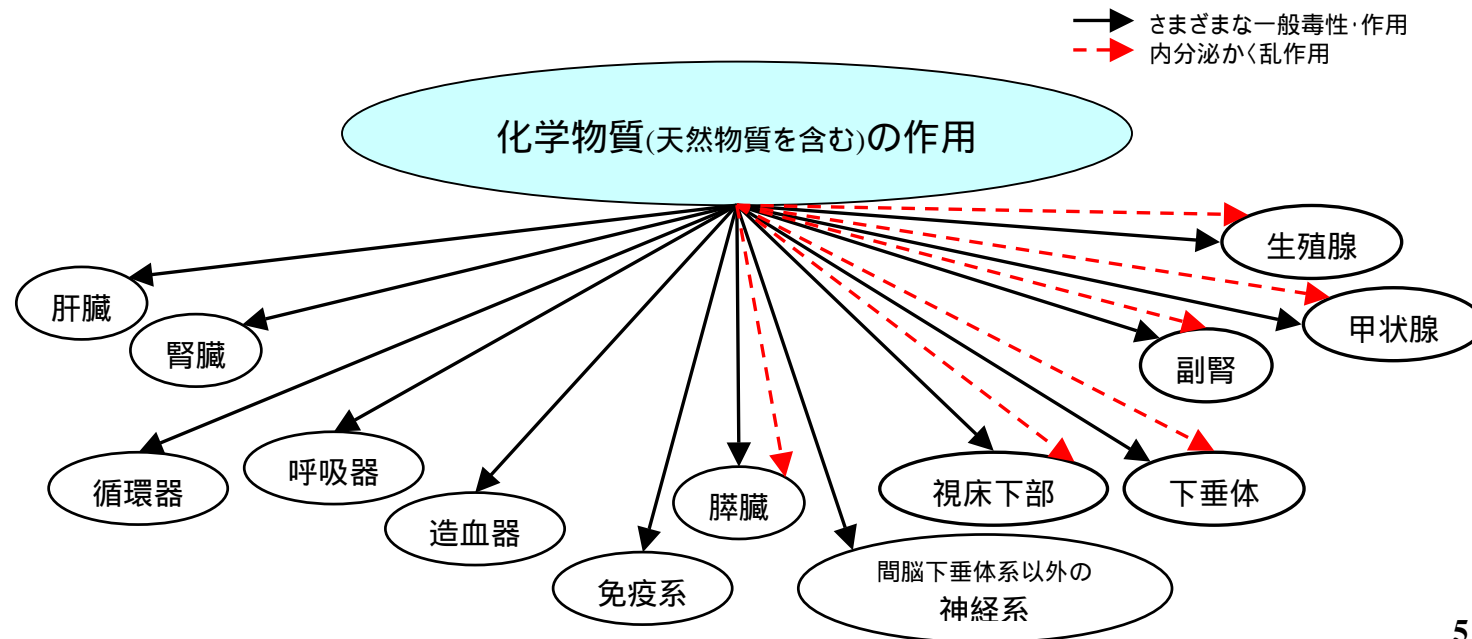 さまざまな一般毒性・作用
内分泌かく乱作用
化学物質(天然物質を含む)の作用
生殖腺
甲状腺
副腎
肝臓
腎臓
循環器
呼吸器
造血器
免疫系
膵臓
視床下部
下垂体
間脳下垂体系以外の
神経系
5